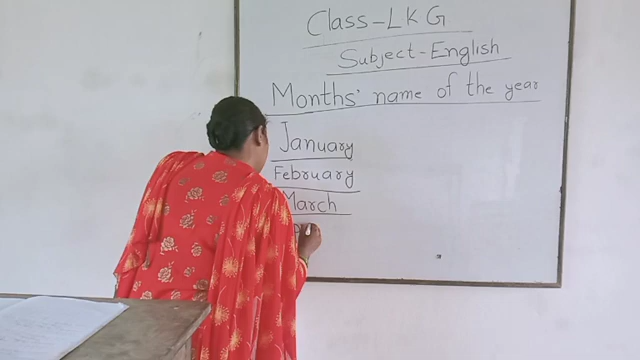 Class-LKG
Subject-English
Months' name of the year
January
February
March